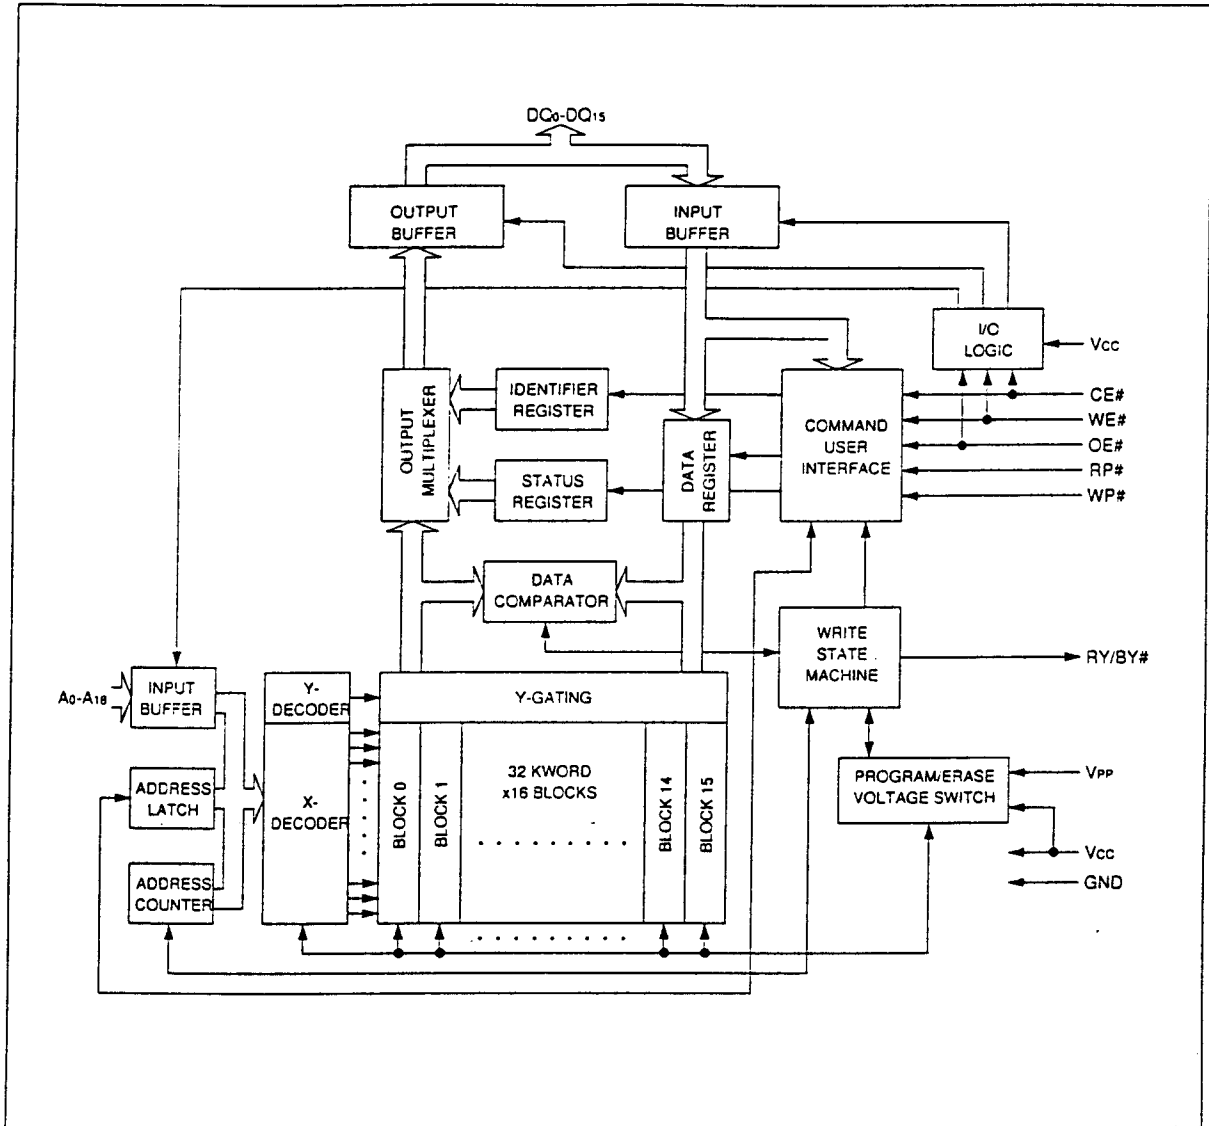 DQ0-DQ15
OUTPUT
BUFFER
INPUT
BUFFER
I/C
LOGIC
VCC
OUTPUT
MULTIPLEXER
IDENTIFIER
REGISTER
STATUS
REGISTER
DATA
REGISTER
COMMAND
USER
INTERFACE
CE#
WE#
OE#
RP#
WP#
DATA
COMPARATOR
WRITE
STATE
MACHINE
RY/BY#
A0-A18
INPUT
BUFFER
Y-
DECODER
Y-GATING
ADDRESS
LATCH
X-
DECODER
BLOCK 0
BLOCK 1
32 KWORD
x16 BLOCKS
. . . . . . . . .
BLOCK 14
BLOCK 15
PROGRAM/ERASE
VOLTAGE SWITCH
VPP
VCC
GND
ADDRESS
COUNTER
. . . . . . . . .